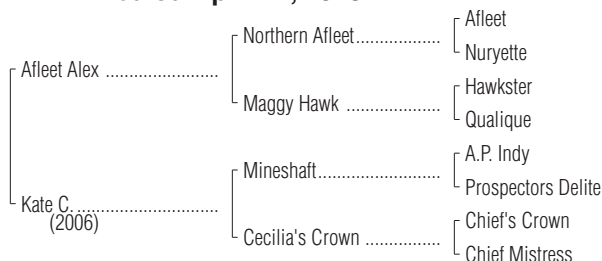 Afleet
Northern Afleet
Nuryette
Afleet Alex
Hawkster
Maggy Hawk
Qualique
A.P. Indy
Mineshaft
Prospectors Delite
Kate C.
(2006)
Chief's Crown
Cecilia's Crown
Chief Mistress